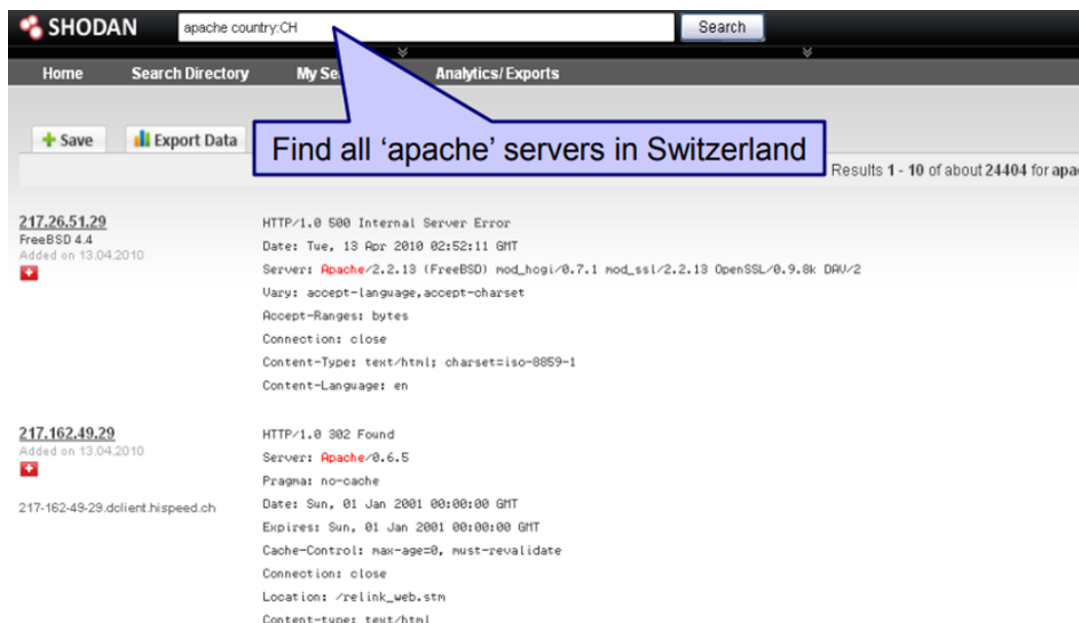 SHODAN
apache country:CH
Search
Home Search Directory My Se Analytics/Exports
+ Save Export Data
Find all ‘apache’ servers in Switzerland
Results 1 - 10 of about 24404 for apa
217.26.51.29
FreeBSD 4.4
Added on 13.04.2010
HTTP/1.0 500 Internal Server Error
Date: Tue, 13 Apr 2010 02:52:11 GMT
Server: Apache/2.2.13 (FreeBSD) mod_hcgi/0.7.1 mod_ssl/2.2.13 OpenSSL/0.9.8k DAV/2
Vary: accept-language,accept-charset
Accept-Ranges: bytes
Connection: close
Content-Type: text/html; charset=iso-8859-1
Content-Language: en
217.162.49.29
Added on 13.04.2010
217-162-49-29.dclient.hispeed.ch
HTTP/1.0 302 Found
Server: Apache/0.6.5
Pragma: no-cache
Date: Sun, 01 Jan 2001 00:00:00 GMT
Expires: Sun, 01 Jan 2001 00:00:00 GMT
Cache-Control: max-age=0, must-revalidate
Connection: close
Location: /relink_web.stm
Content-type: text/html